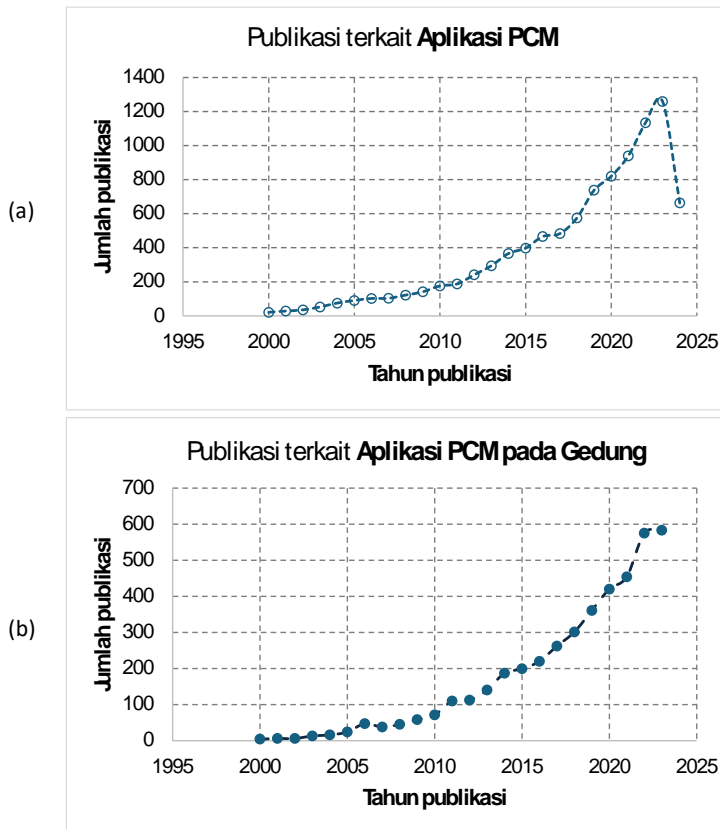 Publikasi terkait Aplikasi PCM
1400
1200
1000
800
600
400
200
0
Jumlah publikasi
(a)
1995 2000 2005 2010 2015 2020 2025
Tahun publikasi
Publikasi terkait Aplikasi PCM pada Gedung
700
600
500
400
300
200
100
0
Jumlah publikasi
(b)
1995 2000 2005 2010 2015 2020 2025
Tahun publikasi